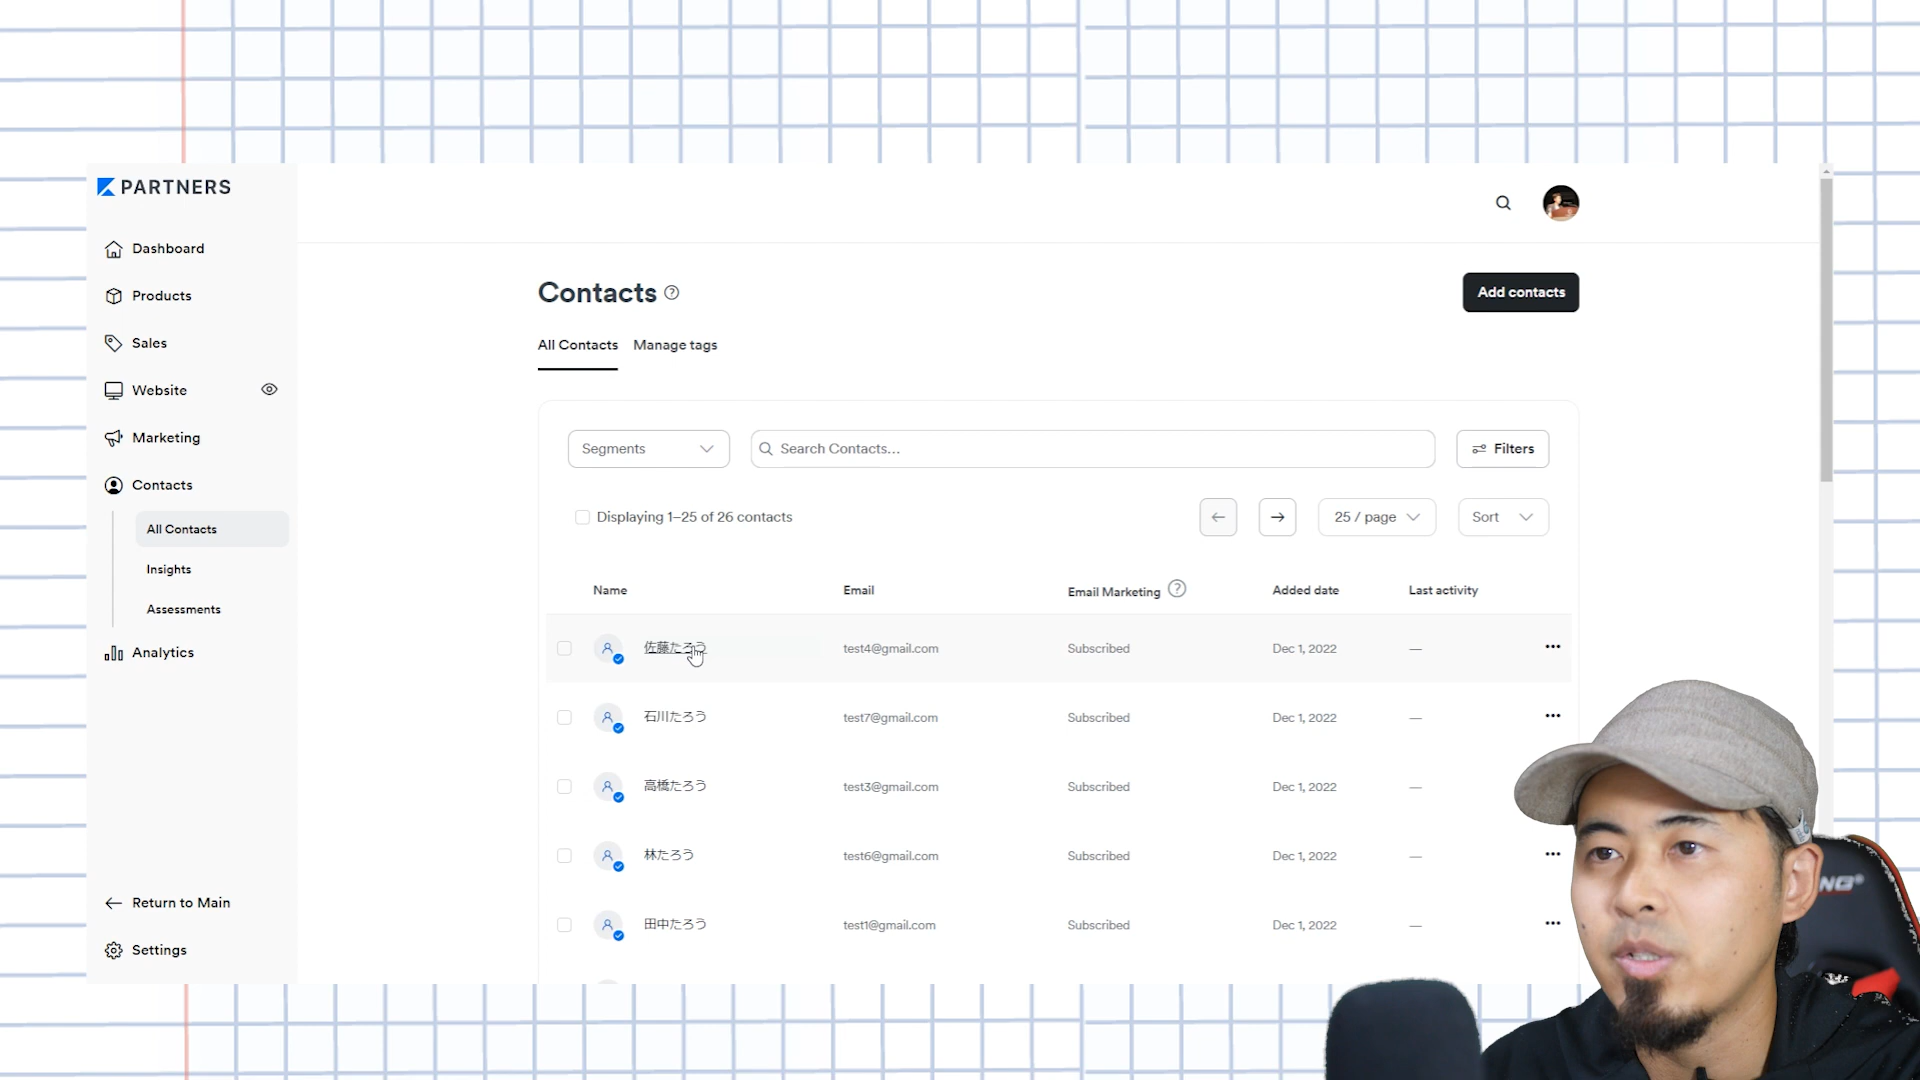 PARTNERS
Dashboard
Products
Sales
Website
Marketing
Contacts
All Contacts
Insights
Assessments
Analytics
Return to Main
Settings
Contacts
Add contacts
All Contacts Manage tags
Segments Search Contacts... Filters
Displaying 1–25 of 26 contacts 25 / page Sort
Name Email Email Marketing Added date Last activity
佐藤たろう test4@gmail.com Subscribed Dec 1, 2022 —
石川たろう test7@gmail.com Subscribed Dec 1, 2022 —
高橋たろう test3@gmail.com Subscribed Dec 1, 2022 —
林たろう test6@gmail.com Subscribed Dec 1, 2022 —
田中たろう test1@gmail.com Subscribed Dec 1, 2022 —